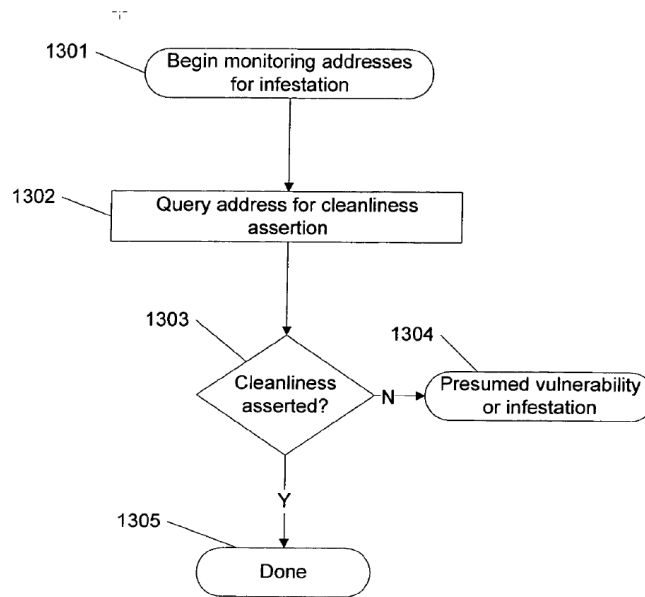 1301
Begin monitoring addresses
for infestation
1302
Query address for cleanliness
assertion
1303
Cleanliness
asserted?
N
1304
Presumed vulnerability
or infestation
Y
1305
Done